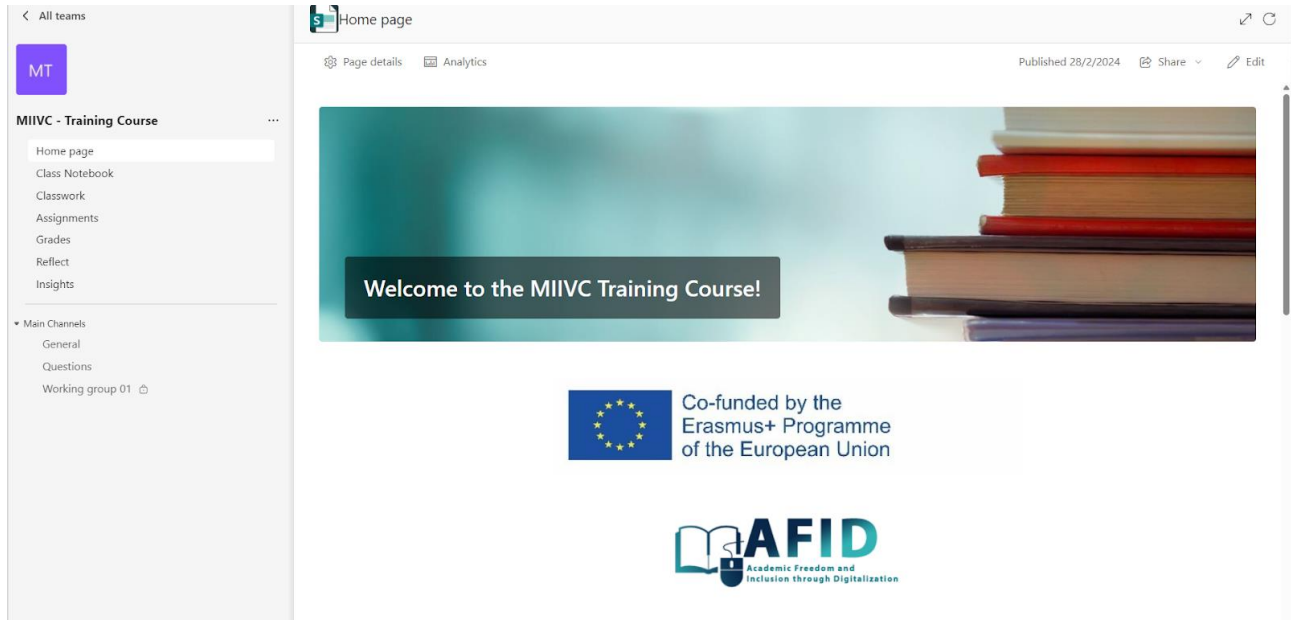 All teams
MT
MIIVC - Training Course
...
Home page
Class Notebook
Classwork
Assignments
Grades
Reflect
Insights
Main Channels
General
Questions
Working group 01
S
Home page
Page details
Analytics
Published 28/2/2024
Share
Edit
Welcome to the MIIVC Training Course!
Co-funded by the
Erasmus+ Programme
of the European Union
AFID
Academic Freedom and
Inclusion through Digitalization